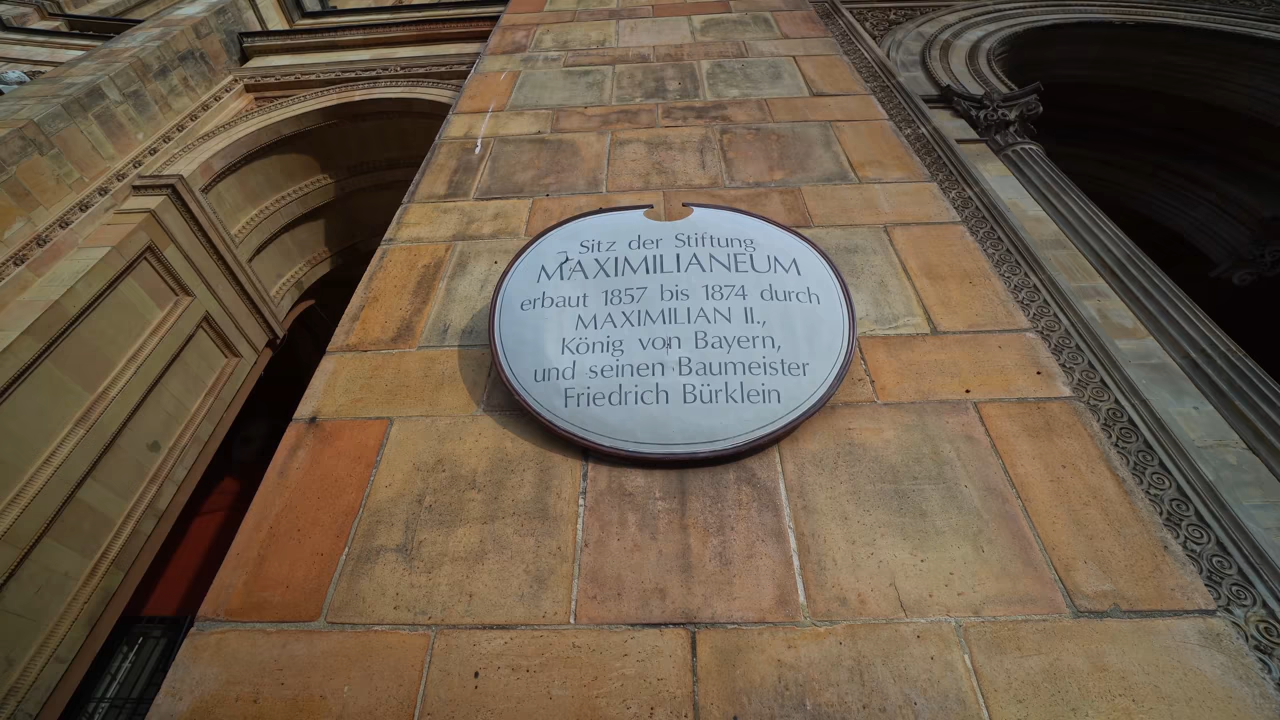 Sitz der Stiftung
MAXIMILIANEUM
erbaut 1857 bis 1874 durch
MAXIMILIAN II.,
König von Bayern,
und seinen Baumeister
Friedrich Bürklein